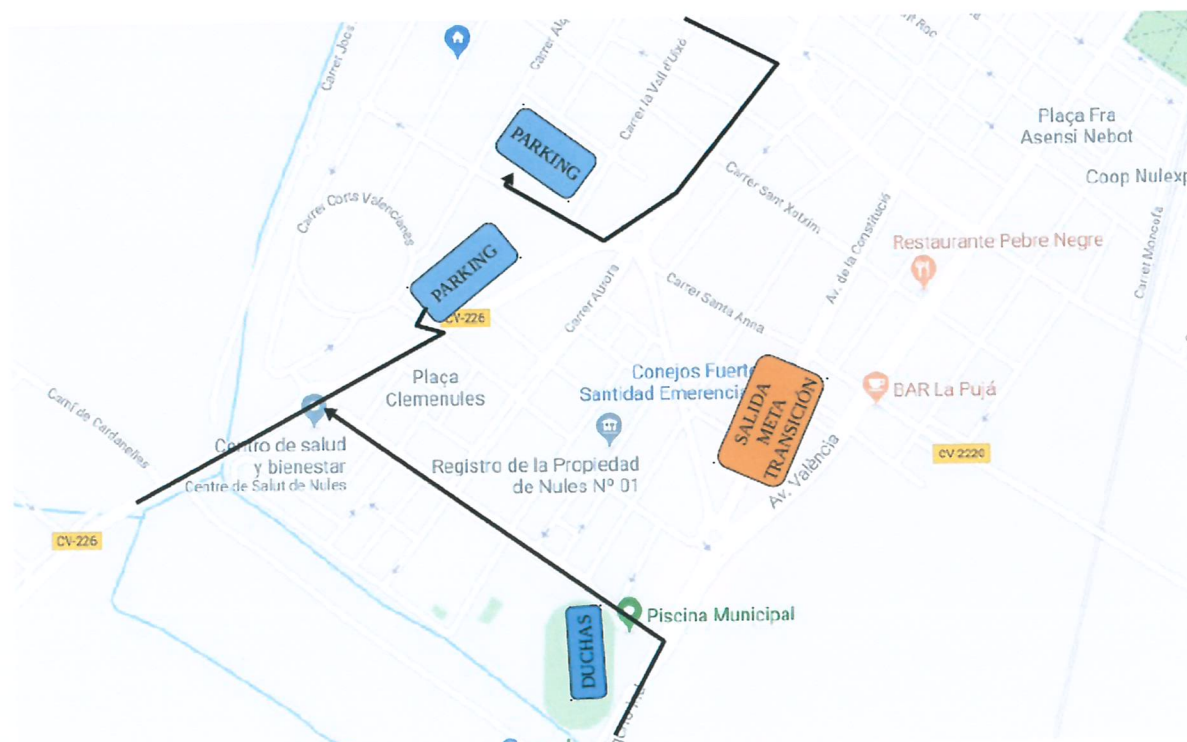 Carrer Jocs
Carrer la Vall d'Uixó
PARKING
Plaça Fra
Asensi Nebot
Coop Nulexp
Carrer Corts Valencianes
Carrer Sant Xotxim
Av. de la Constitució
Restaurante Pebre Negre
Carret Moncofa
PARKING
CV-226
Carrer Aurora
Carrer Santa Anna
Plaça
Clemenules
Conejos Fuerte
Santidad Emerencia
SALIDA
META
TRANSICIÓN
BAR La Pujá
Camí de Cardanelles
Centro de salud
y bienestar
Centre de Salut de Nules
Registro de la Propiedad
de Nules Nº 01
Av. València
CV-2220
CV-226
Piscina Municipal
DUCHAS